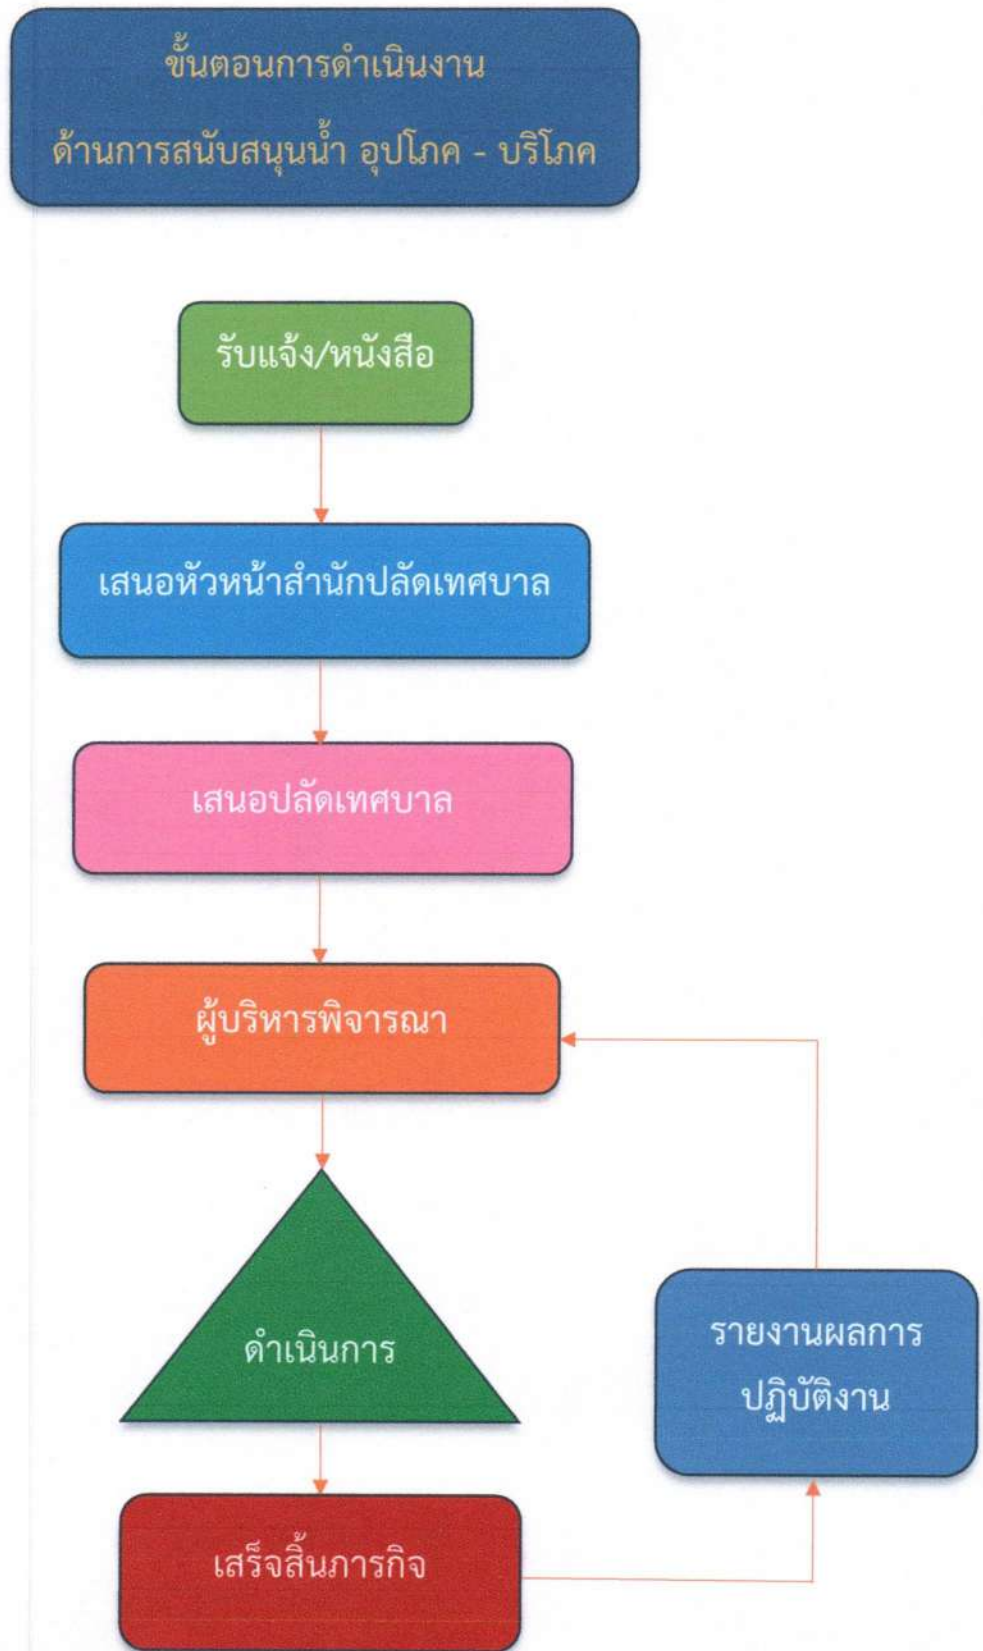 ขั้นตอนการดำเนินงาน
ด้านการสนับสนุนน้ำ อุปโภค - บริโภค
รับแจ้ง/หนังสือ
เสนอหัวหน้าสำนักปลัดเทศบาล
เสนอปลัดเทศบาล
ผู้บริหารพิจารณา
ดำเนินการ
รายงานผลการ
ปฏิบัติงาน
เสร็จสิ้นภารกิจ